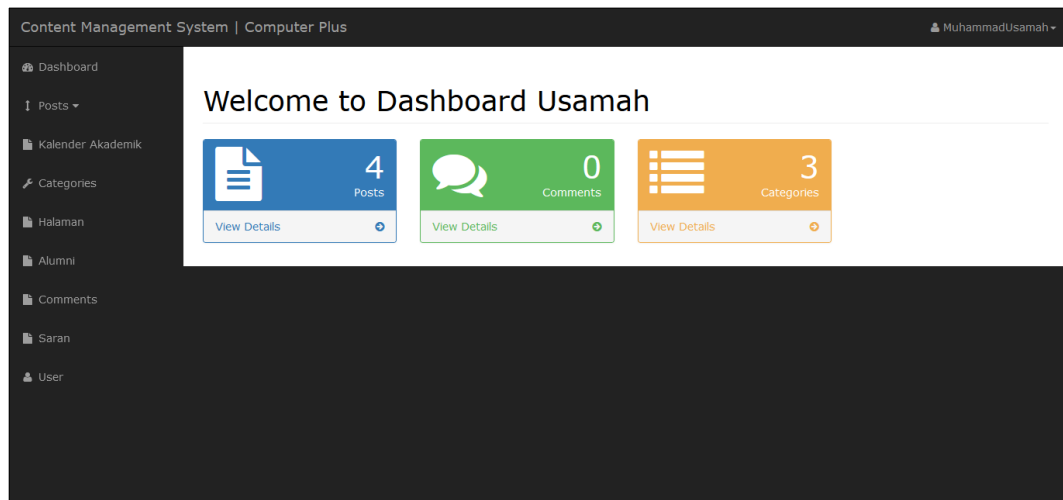 Content Management System | Computer Plus
MuhammadUsamah
Dashboard
Posts
Kalender Akademik
Categories
Halaman
Alumni
Comments
Saran
User
Welcome to Dashboard Usamah
4
Posts
View Details
0
Comments
View Details
3
Categories
View Details